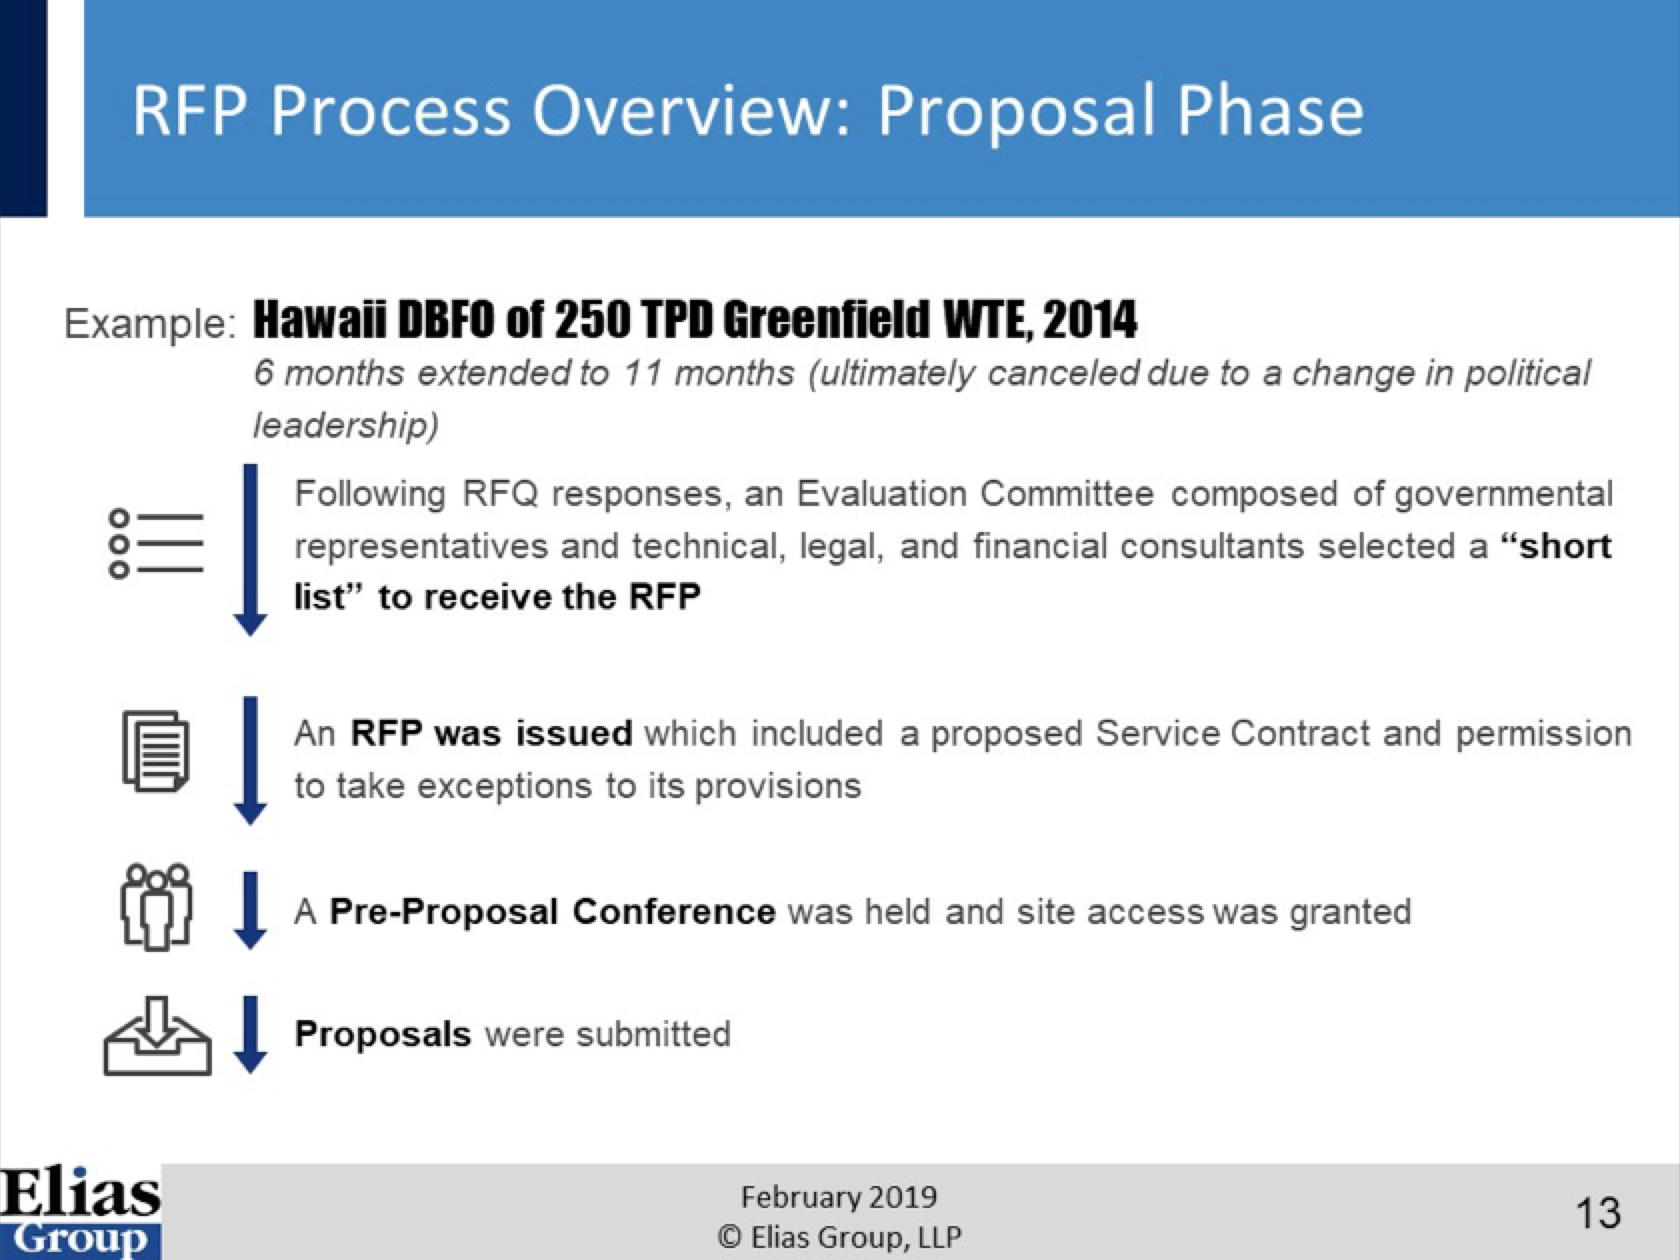 RFP Process Overview: Proposal Phase
Example: Hawaii DBFO of 250 TPD Greenfield WTE, 2014
6 months extended to 11 months (ultimately canceled due to a change in political
leadership)
Following RFQ responses, an Evaluation Committee composed of governmental
representatives and technical, legal, and financial consultants selected a “short
list” to receive the RFP
An RFP was issued which included a proposed Service Contract and permission
to take exceptions to its provisions
A Pre-Proposal Conference was held and site access was granted
Proposals were submitted
Elias
Group
February 2019
© Elias Group, LLP
13